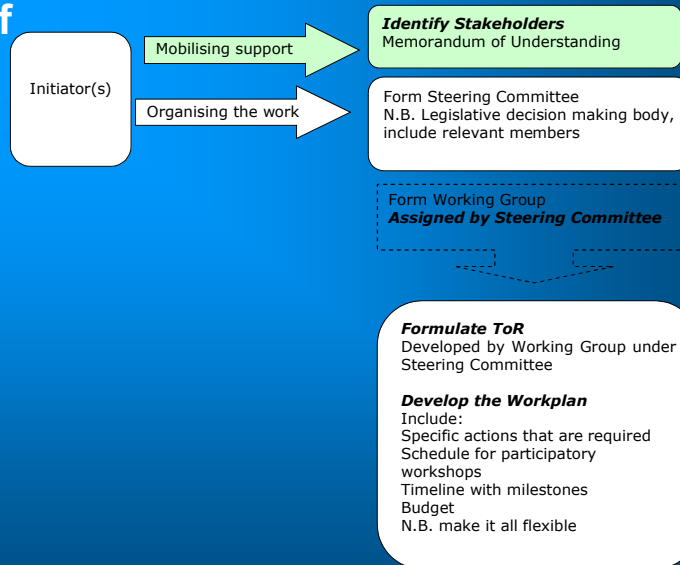 f
Initiator(s)
Mobilising support
Organising the work
Identify Stakeholders
Memorandum of Understanding
Form Steering Committee
N.B. Legislative decision making body,
include relevant members
Form Working Group
Assigned by Steering Committee
Formulate ToR
Developed by Working Group under
Steering Committee
Develop the Workplan
Include:
Specific actions that are required
Schedule for participatory
workshops
Timeline with milestones
Budget
N.B. make it all flexible